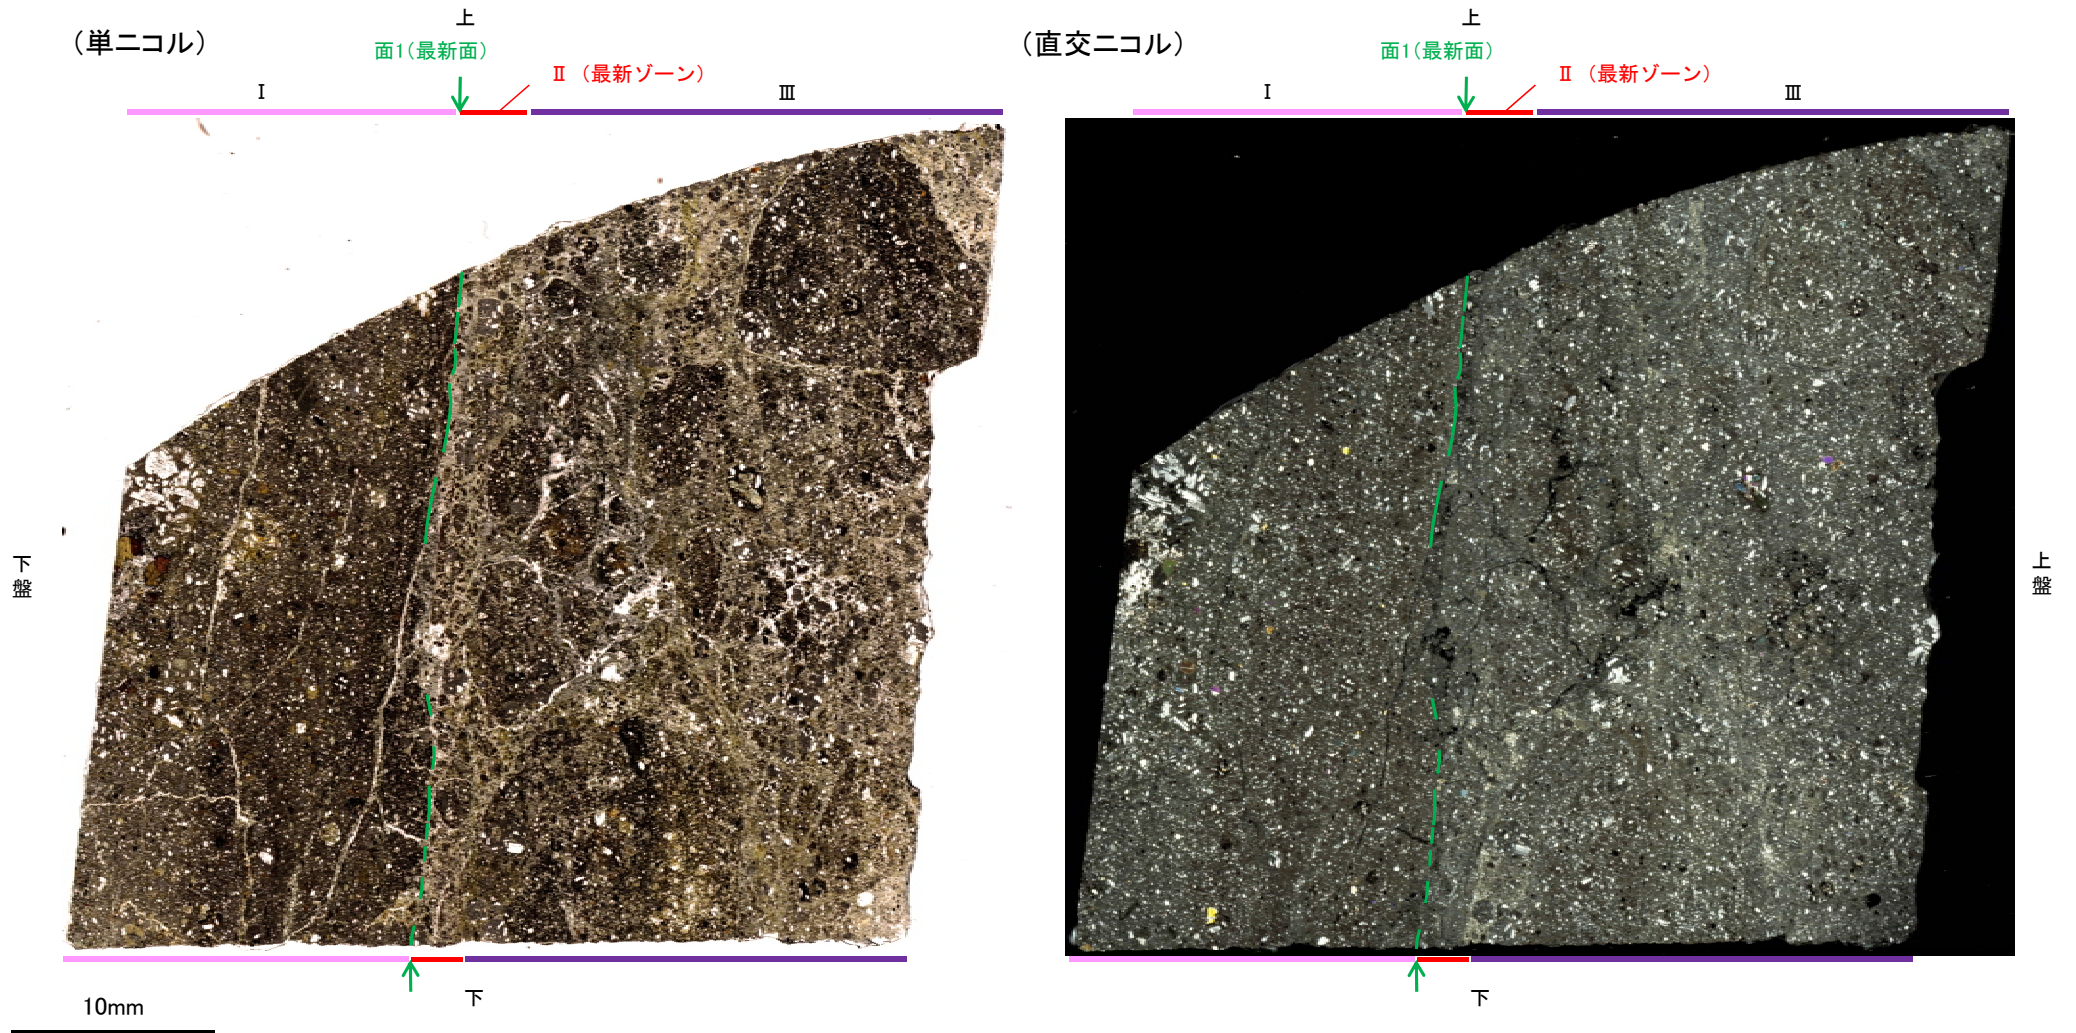 (単ニコル)
上
面1(最新面)
Ⅱ (最新ゾーン)
Ⅰ
Ⅲ
下盤
下
10mm
(直交ニコル)
上
面1(最新面)
Ⅱ (最新ゾーン)
Ⅰ
Ⅲ
上盤
下